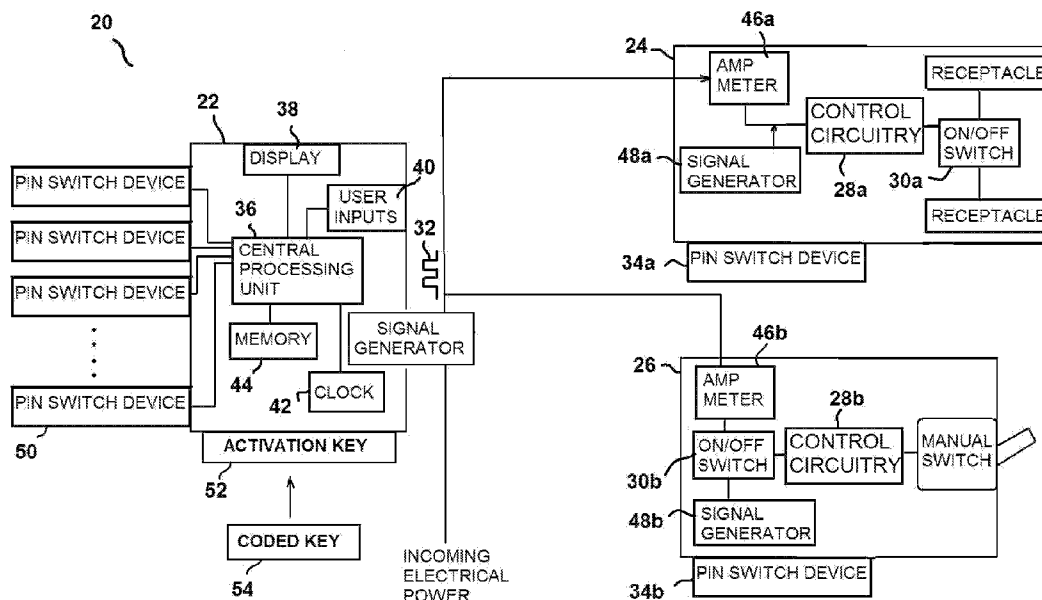 20
22
38
DISPLAY
40
USER
INPUTS
36
32
CENTRAL
PROCESSING
UNIT
PIN SWITCH DEVICE
PIN SWITCH DEVICE
PIN SWITCH DEVICE
PIN SWITCH DEVICE
50
MEMORY
44
SIGNAL
GENERATOR
42
CLOCK
ACTIVATION KEY
52
CODED KEY
54
INCOMING
ELECTRICAL
POWER
24
46a
AMP
METER
RECEPTACLE
CONTROL
CIRCUITRY
28a
ON/OFF
SWITCH
30a
48a
SIGNAL
GENERATOR
RECEPTACLE
34a
PIN SWITCH DEVICE
26
46b
AMP
METER
28b
ON/OFF
SWITCH
30b
CONTROL
CIRCUITRY
MANUAL
SWITCH
48b
SIGNAL
GENERATOR
34b
PIN SWITCH DEVICE